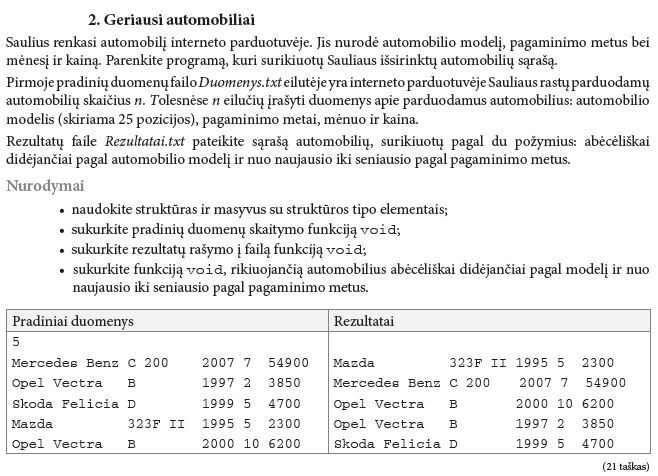 2. Geriausi automobiliai
Saulius renkasi automobilį interneto parduotuvėje. Jis nurodė automobilio modelį, pagaminimo metus bei
mėnesį ir kainą. Parenkite programą, kuri surikiuotų Sauliaus išsirinktų automobilių sąrašą.
Pirmoje pradinių duomenų failo Duomenys.txt eilutėje yra interneto parduotuvėje Sauliaus rastų parduodamų
automobilių skaičius n. Tolesnėse n eilučių įrašyti duomenys apie parduodamus automobilius: automobilio
modelis (skiriama 25 pozicijos), pagaminimo metai, mėnuo ir kaina.
Rezultatų faile Rezultatai.txt pateikite sąrašą automobilių, surikiuotų pagal du požymius: abėcėliškai
didėjančiai pagal automobilio modelį ir nuo naujausio iki seniausio pagal pagaminimo metus.
Nurodymai
• naudokite struktūras ir masyvus su struktūros tipo elementais;
• sukurkite pradinių duomenų skaitymo funkciją void;
• sukurkite rezultatų rašymo į failą funkciją void;
• sukurkite funkciją void, rikiuojančią automobilius abėcėliškai didėjančiai pagal modelį ir nuo
naujausio iki seniausio pagal pagaminimo metus.
Pradiniai duomenys Rezultatai
5
Mercedes Benz C 200 2007 7 54900 Mazda 323F II 1995 5 2300
Opel Vectra B 1997 2 3850 Mercedes Benz C 200 2007 7 54900
Skoda Felicia D 1999 5 4700 Opel Vectra B 2000 10 6200
Mazda 323F II 1995 5 2300 Opel Vectra B 1997 2 3850
Opel Vectra B 2000 10 6200 Skoda Felicia D 1999 5 4700
(21 taškas)